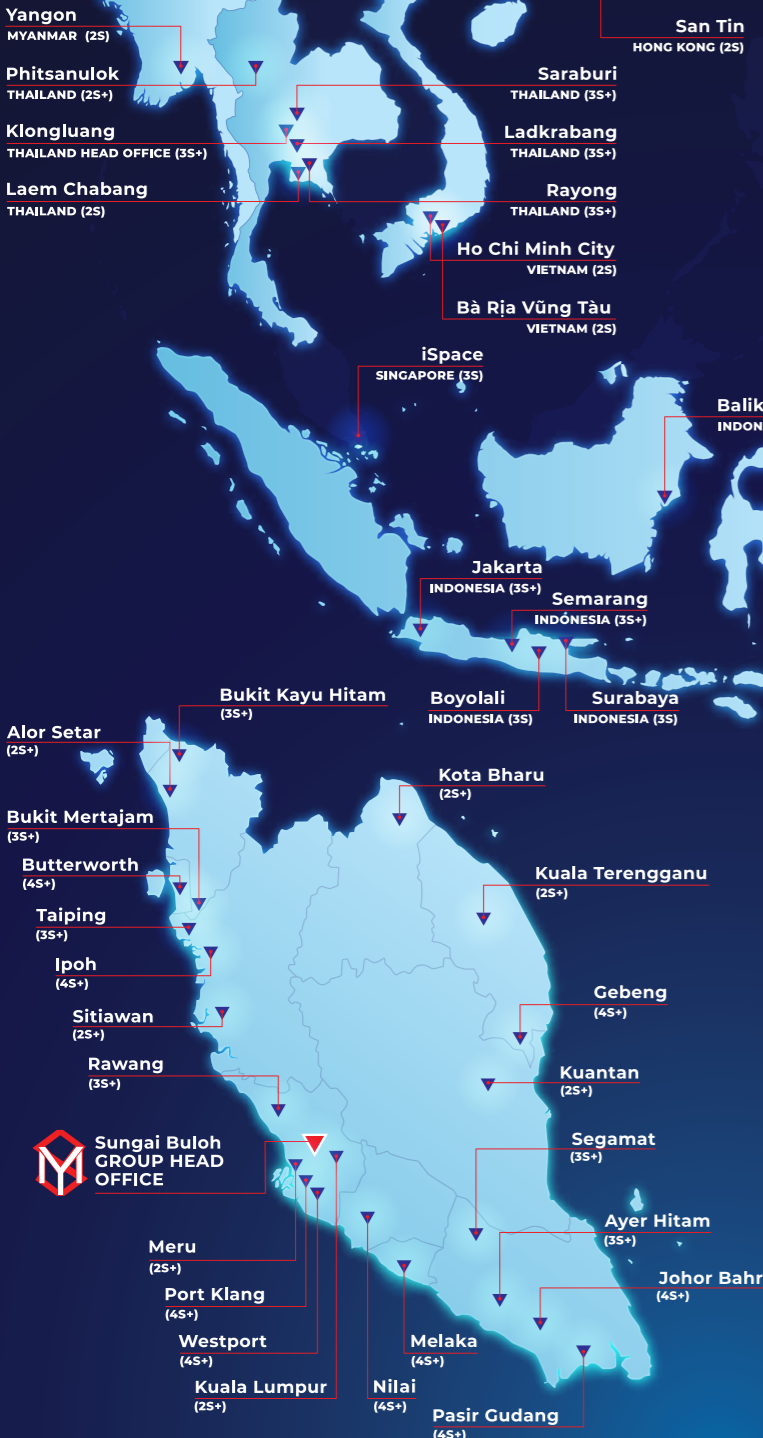 Yangon
MYANMAR (2S)
San Tin
HONG KONG (2S)
Phitsanulok
THAILAND (2S+)
Saraburi
THAILAND (3S+)
Klongluang
THAILAND HEAD OFFICE (3S+)
Ladkrabang
THAILAND (3S+)
Laem Chabang
THAILAND (2S)
Rayong
THAILAND (3S+)
Ho Chi Minh City
VIETNAM (2S)
Bà Rịa Vũng Tàu
VIETNAM (2S)
iSpace
SINGAPORE (3S)
Balik
INDON
Jakarta
INDONESIA (3S+)
Semarang
INDONESIA (3S+)
Boyolali
INDONESIA (3S)
Surabaya
INDONESIA (3S)
Bukit Kayu Hitam
(3S+)
Alor Setar
(2S+)
Kota Bharu
(2S+)
Bukit Mertajam
(3S+)
Butterworth
(4S+)
Kuala Terengganu
(2S+)
Taiping
(3S+)
Ipoh
(4S+)
Gebeng
(4S+)
Sitiawan
(2S+)
Rawang
(3S+)
Kuantan
(2S+)
Sungai Buloh
GROUP HEAD
OFFICE
Segamat
(3S+)
Ayer Hitam
(3S+)
Meru
(2S+)
Johor Bahr
(4S+)
Port Klang
(4S+)
Westport
(4S+)
Melaka
(4S+)
Kuala Lumpur
(2S+)
Nilai
(4S+)
Pasir Gudang
(4S+)